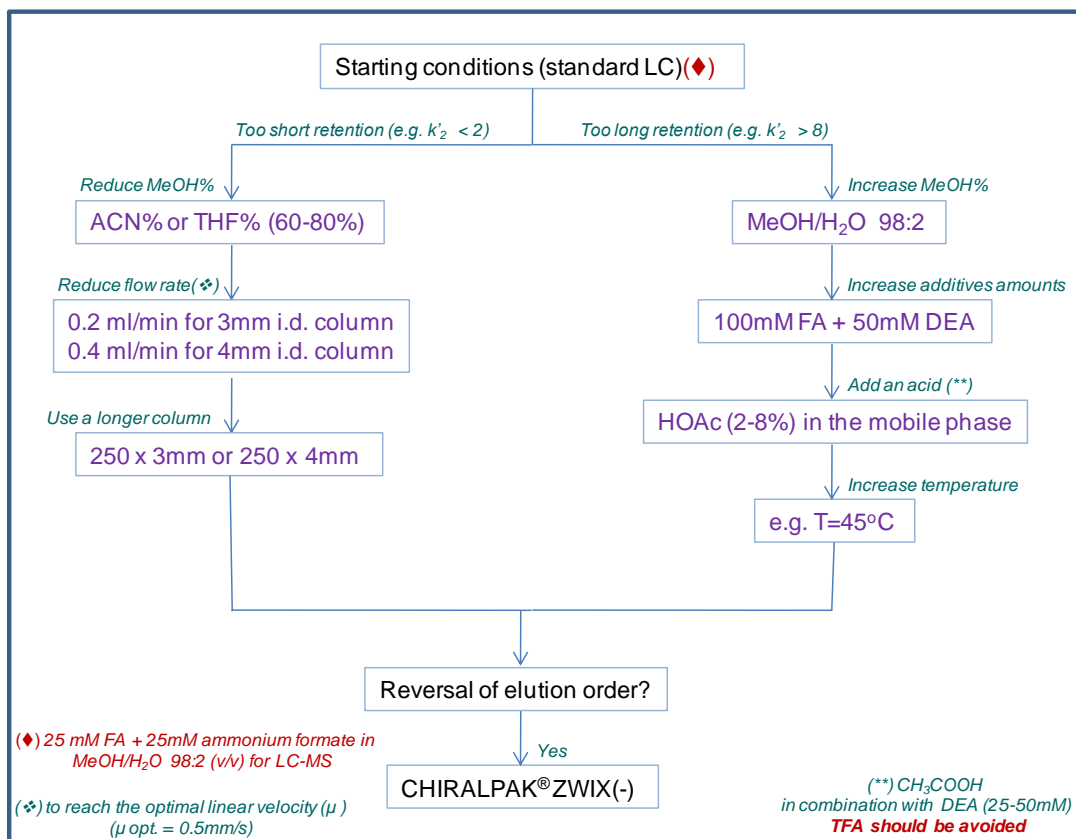 Starting conditions (standard LC)(♦)
Too short retention (e.g. k'₂ < 2)
Too long retention (e.g. k'₂ > 8)
Reduce MeOH%
ACN% or THF% (60-80%)
Reduce flow rate(❖)
0.2 ml/min for 3mm i.d. column
0.4 ml/min for 4mm i.d. column
Use a longer column
250 x 3mm or 250 x 4mm
Increase MeOH%
MeOH/H₂O 98:2
Increase additives amounts
100mM FA + 50mM DEA
Add an acid (**)
HOAc (2-8%) in the mobile phase
Increase temperature
e.g. T=45°C
Reversal of elution order?
Yes
CHIRALPAK® ZWIX(-)
(♦) 25 mM FA + 25mM ammonium formate in
MeOH/H₂O 98:2 (v/v) for LC-MS
(❖) to reach the optimal linear velocity (µ )
(µ opt. = 0.5mm/s)
(**) CH₃COOH
in combination with DEA (25-50mM)
TFA should be avoided